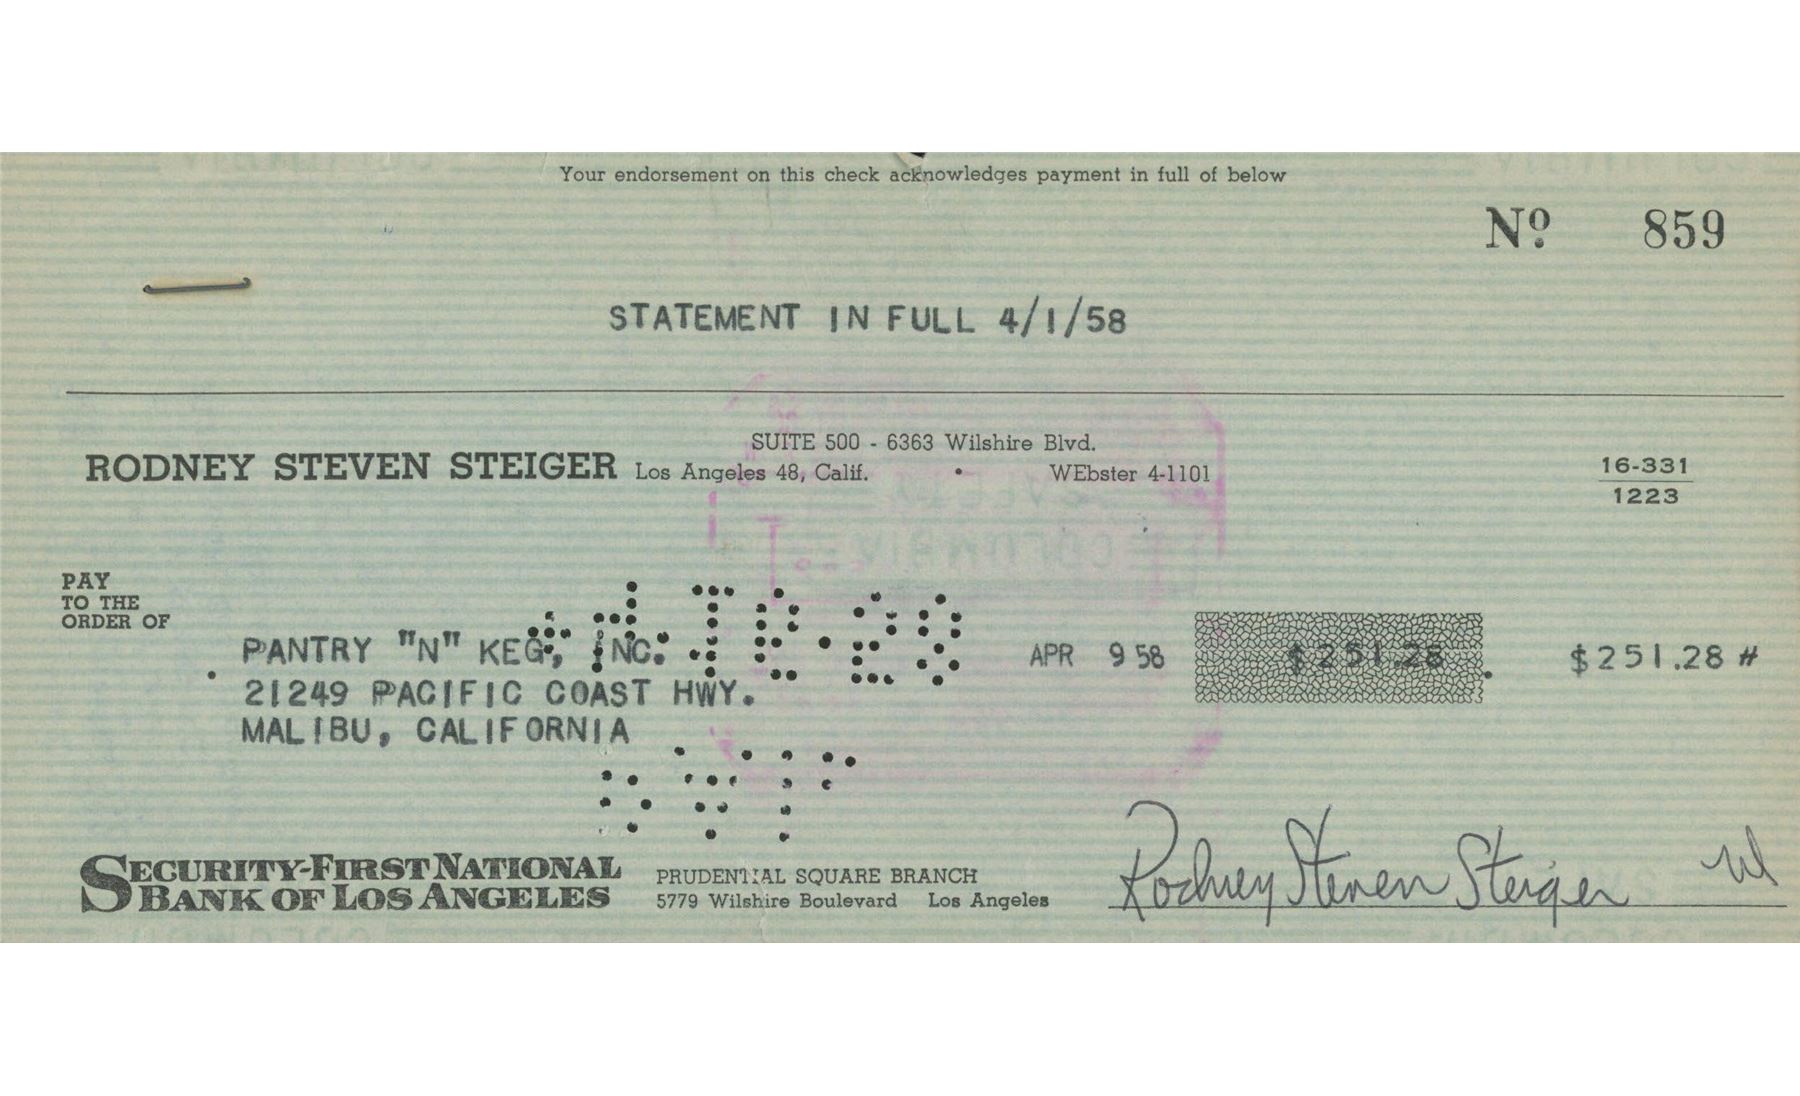 Your endorsement on this check acknowledges payment in full of below
Nº 859
STATEMENT IN FULL 4/1/58
SUITE 500 - 6363 Wilshire Blvd.
RODNEY STEVEN STEIGER Los Angeles 48, Calif. • WEbster 4-1101
16-331
1223
PAY
TO THE
ORDER OF
PANTRY "N" KEG, INC. APR 9 58 $251.28 $251.28#
21249 PACIFIC COAST HWY.
MALIBU, CALIFORNIA
SECURITY-FIRST NATIONAL
BANK OF LOS ANGELES
PRUDENTIAL SQUARE BRANCH
5779 Wilshire Boulevard Los Angeles
Rodney Steven Steiger